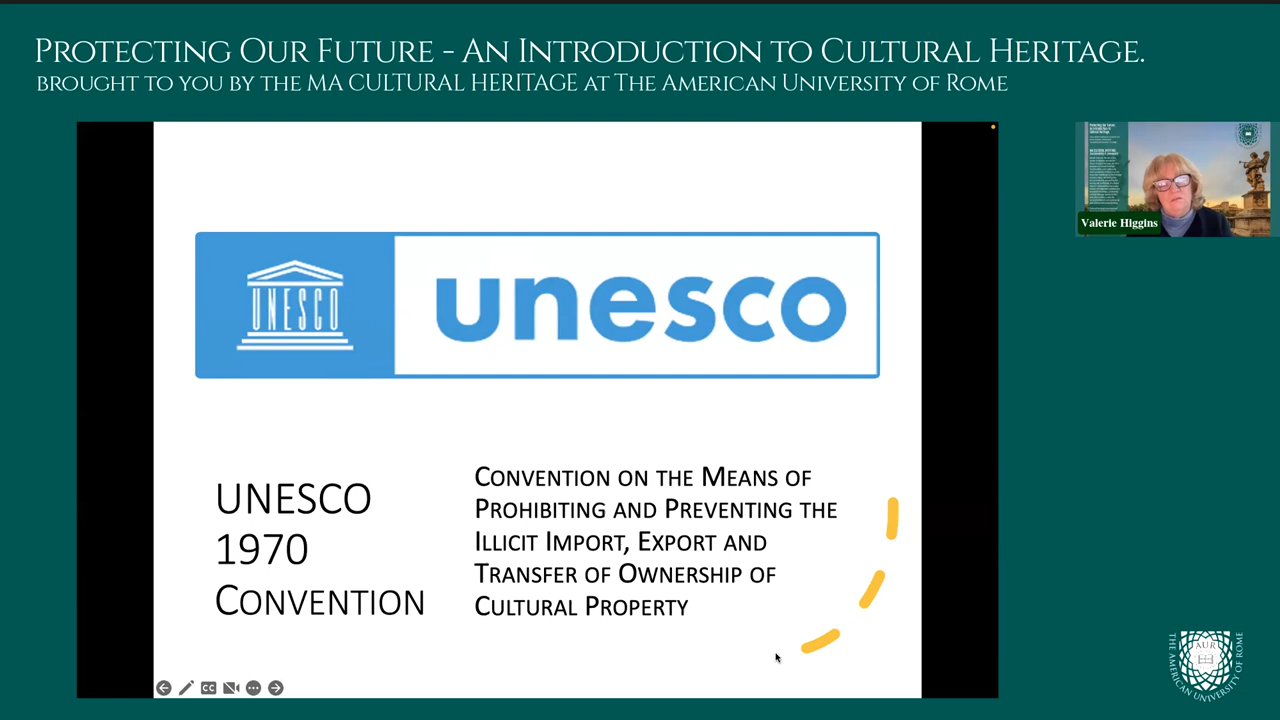 Protecting Our Future - An Introduction to Cultural Heritage.
brought to you by the MA Cultural Heritage at The American University of Rome
UNESCO
unesco
UNESCO
1970
Convention
Convention on the Means of
Prohibiting and Preventing the
Illicit Import, Export and
Transfer of Ownership of
Cultural Property
Valerie Higgins
CC
AUR
THE AMERICAN UNIVERSITY OF ROME